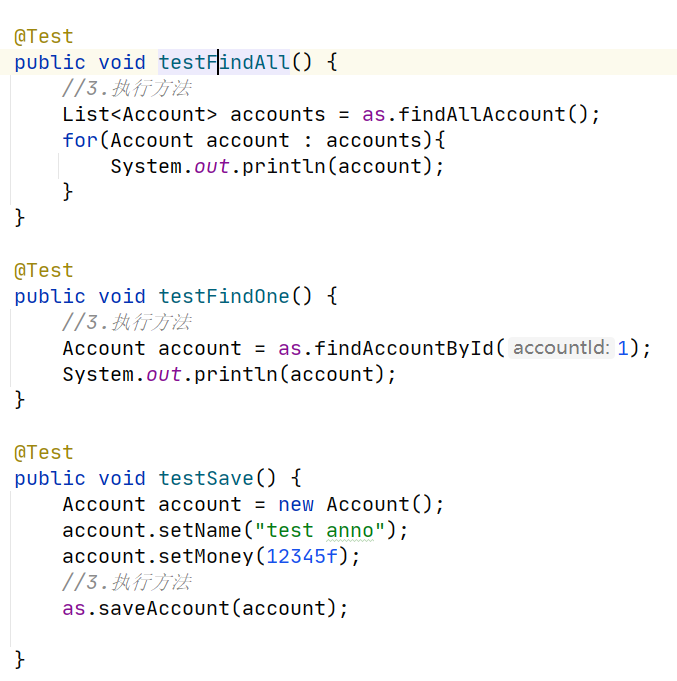 @Test
public void testFindAll() {
    //3.执行方法
    List<Account> accounts = as.findAllAccount();
    for(Account account : accounts){
        System.out.println(account);
    }
}
@Test
public void testFindOne() {
    //3.执行方法
    Account account = as.findAccountById( accountId: 1);
    System.out.println(account);
}
@Test
public void testSave() {
    Account account = new Account();
    account.setName("test anno");
    account.setMoney(12345f);
    //3.执行方法
    as.saveAccount(account);
}